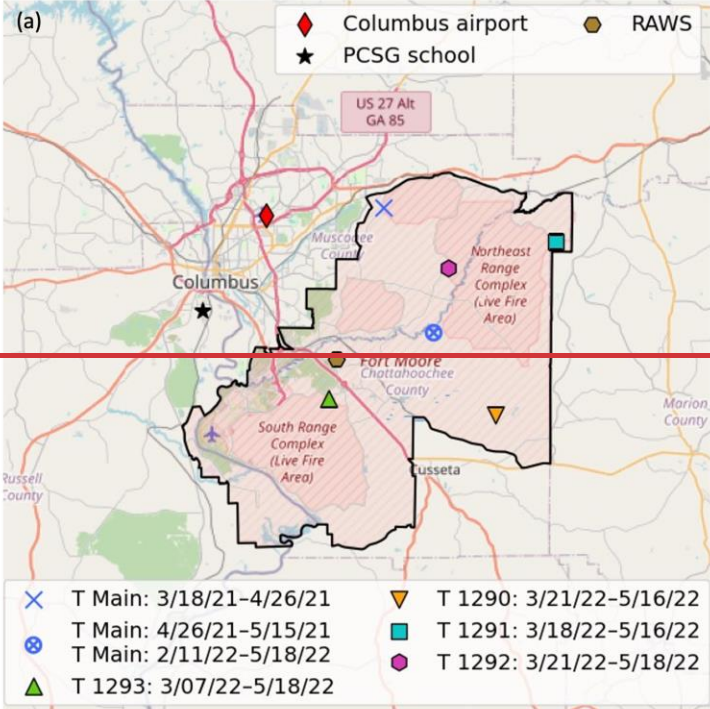 (a)
Columbus airport
RAWS
PCSG school
US 27 Alt
GA 85
Muscogee
County
Northeast
Range
Complex
(Live Fire
Area)
Columbus
Fort Moore
Chattahoochee
County
South Range
Complex
(Live Fire
Area)
Marion
County
Cusseta
Russell
County
T Main: 3/18/21–4/26/21
T Main: 4/26/21–5/15/21
T Main: 2/11/22–5/18/22
T 1293: 3/07/22–5/18/22
T 1290: 3/21/22–5/16/22
T 1291: 3/18/22–5/16/22
T 1292: 3/21/22–5/18/22